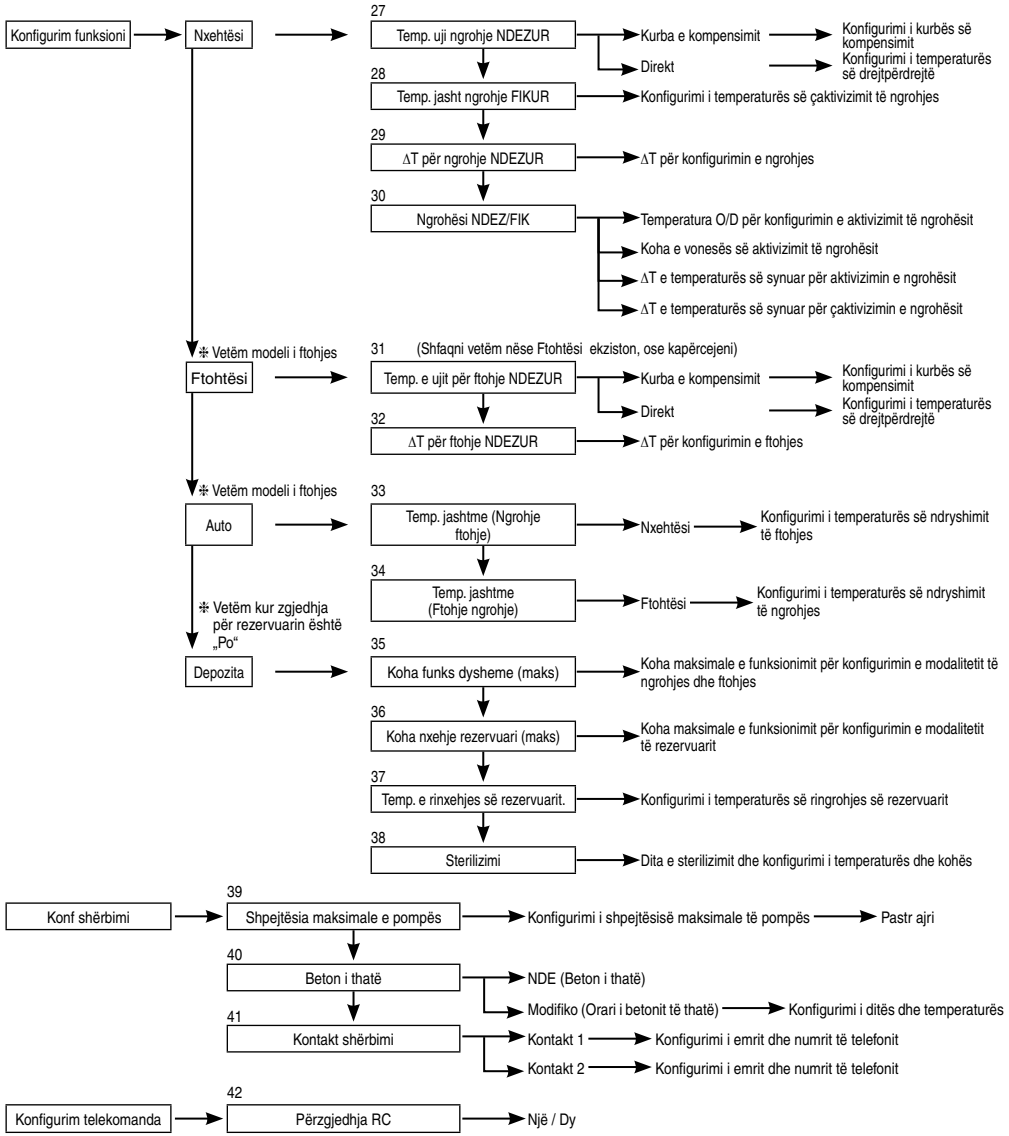 27
Konfigurim funksioni
Nxehtësi
Temp. uji ngrohje NDEZUR
Kurba e kompensimit
Konfigurimi i kurbës së
kompensimit
Direkt
Konfigurimi i temperaturës
së drejtpërdrejtë
28
Temp. jasht ngrohje FIKUR
Konfigurimi i temperaturës së çaktivizimit të ngrohjes
29
∆T për ngrohje NDEZUR
∆T për konfigurimin e ngrohjes
30
Ngrohësi NDEZ/FIK
Temperatura O/D për konfigurimin e aktivizimit të ngrohësit
Koha e vonesës së aktivizimit të ngrohësit
∆T e temperaturës së synuar për aktivizimin e ngrohësit
∆T e temperaturës së synuar për çaktivizimin e ngrohësit
❈ Vetëm modeli i ftohjes
31 (Shfaqni vetëm nëse Ftohtësi ekziston, ose kapërcejeni)
Ftohtësi
Temp. e ujit për ftohje NDEZUR
Kurba e kompensimit
Konfigurimi i kurbës së
kompensimit
Direkt
Konfigurimi i temperaturës
së drejtpërdrejtë
32
∆T për ftohje NDEZUR
∆T për konfigurimin e ftohjes
❈ Vetëm modeli i ftohjes
33
Auto
Temp. jashtme (Ngrohje
ftohje)
Nxehtësi
Konfigurimi i temperaturës së ndryshimit
të ftohjes
34
Temp. jashtme
(Ftohje ngrohje)
Ftohtësi
Konfigurimi i temperaturës së ndryshimit
të ngrohjes
❈ Vetëm kur zgjedhja
për rezervuarin është
„Po“
35
Depozita
Koha funks dysheme (maks)
Koha maksimale e funksionimit për konfigurimin e modalitetit të
ngrohjes dhe ftohjes
36
Koha nxehje rezervuari (maks)
Koha maksimale e funksionimit për konfigurimin e modalitetit
të rezervuarit
37
Temp. e rinxehjes së rezervuarit.
Konfigurimi i temperaturës së ringrohjes së rezervuarit
38
Sterilizimi
Dita e sterilizimit dhe konfigurimi i temperaturës dhe kohës
39
Konf shërbimi
Shpejtësia maksimale e pompës
Konfigurimi i shpejtësisë maksimale të pompës
Pastr ajri
40
Beton i thatë
NDE (Beton i thatë)
Modifiko (Orari i betonit të thatë)
Konfigurimi i ditës dhe temperaturës
41
Kontakt shërbimi
Kontakt 1
Konfigurimi i emrit dhe numrit të telefonit
Kontakt 2
Konfigurimi i emrit dhe numrit të telefonit
42
Konfigurim telekomanda
Përzgjedhja RC
Një / Dy